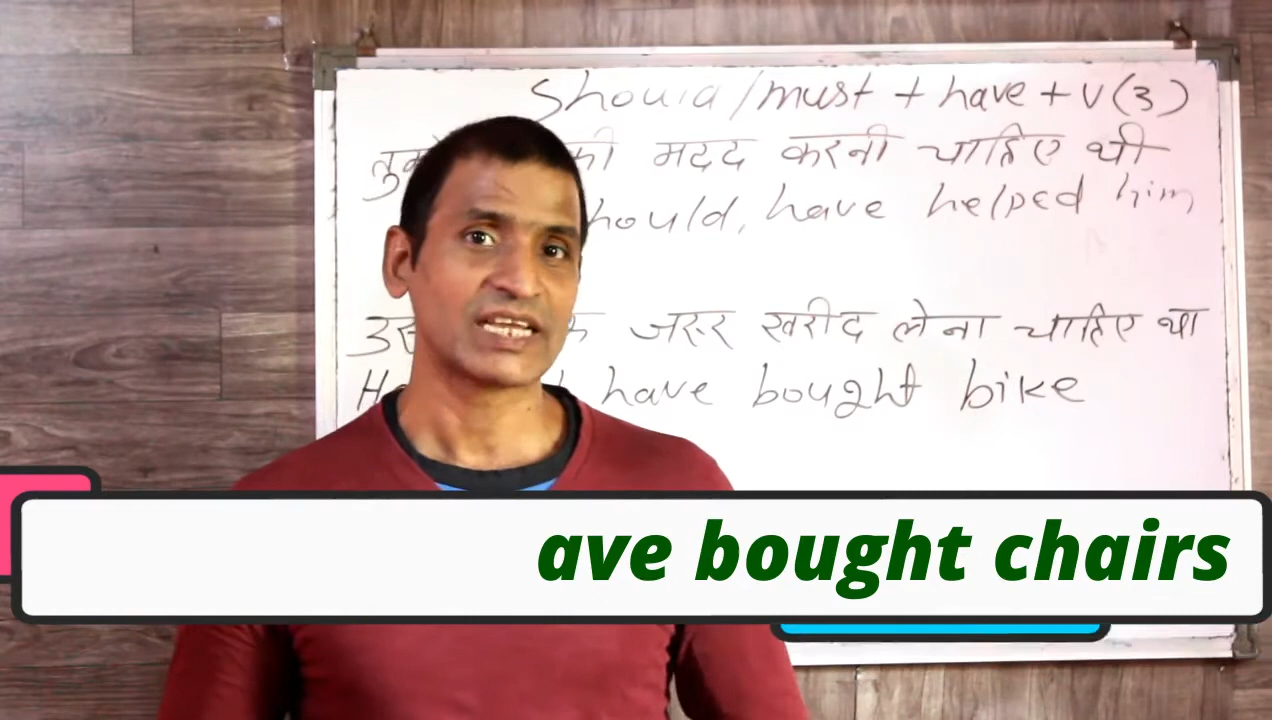 Should/must + have + v(3)
की मदद करनी चाहिए थी
hould, have helped him
जरूर खरीद लेना चाहिए था
have bought bike
ave bought chairs